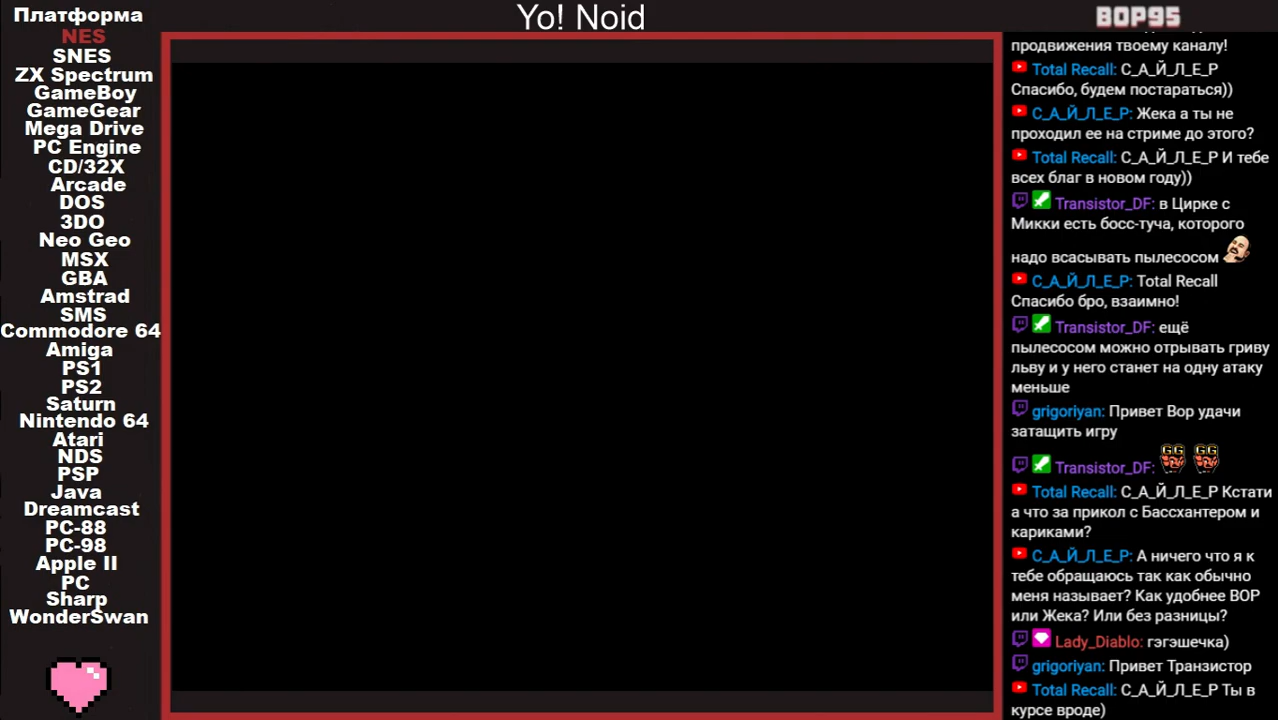 Платформа
NES
SNES
ZX Spectrum
GameBoy
GameGear
Mega Drive
PC Engine
CD/32X
Arcade
DOS
3DO
Neo Geo
MSX
GBA
Amstrad
SMS
Commodore 64
Amiga
PS1
PS2
Saturn
Nintendo 64
Atari
NDS
PSP
Java
Dreamcast
PC-88
PC-98
Apple II
PC
Sharp
WonderSwan
Yo! Noid
BOP95
продвижения твоему каналу!
Total Recall: С_А_Й_Л_Е_Р
Спасибо, будем постараться))
С_А_Й_Л_Е_Р: Жека а ты не
проходил ее на стриме до этого?
Total Recall: С_А_Й_Л_Е_Р И тебе
всех благ в новом году))
Transistor_DF: в Цирке с
Микки есть босс-туча, которого
надо всасывать пылесосом
С_А_Й_Л_Е_Р: Total Recall
Спасибо бро, взаимно!
Transistor_DF: ещё
пылесосом можно отрывать гриву
льву и у него станет на одну атаку
меньше
grigoriyan: Привет Вор удачи
затащить игру
Transistor_DF: GG GG
Total Recall: С_А_Й_Л_Е_Р Кстати
а что за прикол с Бассхантером и
кариками?
С_А_Й_Л_Е_Р: А ничего что я к
тебе обращаюсь так как обычно
меня называет? Как удобнее ВОР
или Жека? Или без разницы?
Lady_Diablo: гэгэшечка)
grigoriyan: Привет Транзистор
Total Recall: С_А_Й_Л_Е_Р Ты в
курсе вроде)